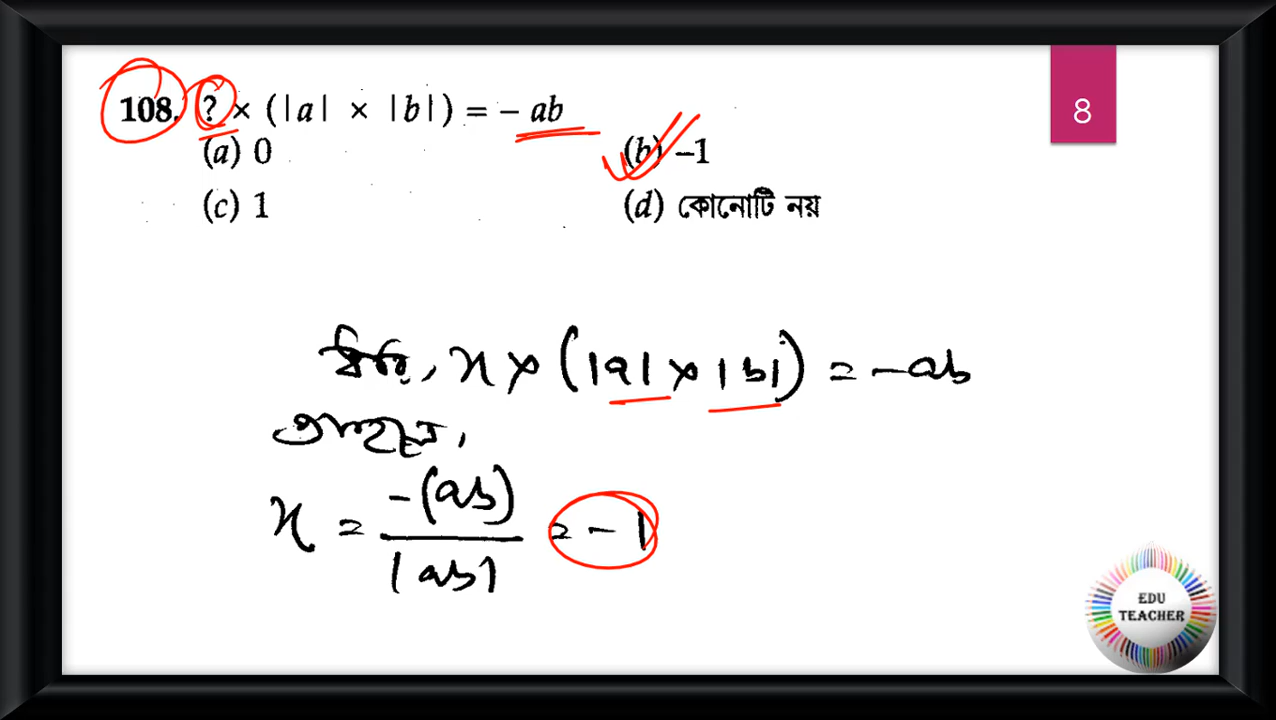 8
108. ? × (|a| × |b|) = – ab
(a) 0 (b) –1
(c) 1 (d) কোনোটি নয়
ধরি, x × (|a| × |b|) = -ab
তাহলে,
x = -(ab) / |ab| = -1
EDU
TEACHER